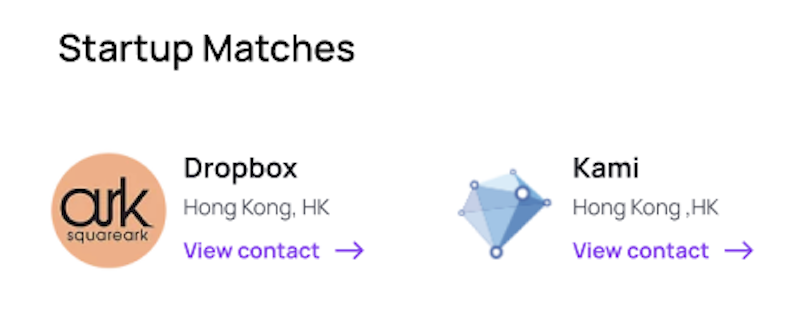 Startup Matches
ark
squareark
Dropbox
Hong Kong, HK
View contact
Kami
Hong Kong ,HK
View contact